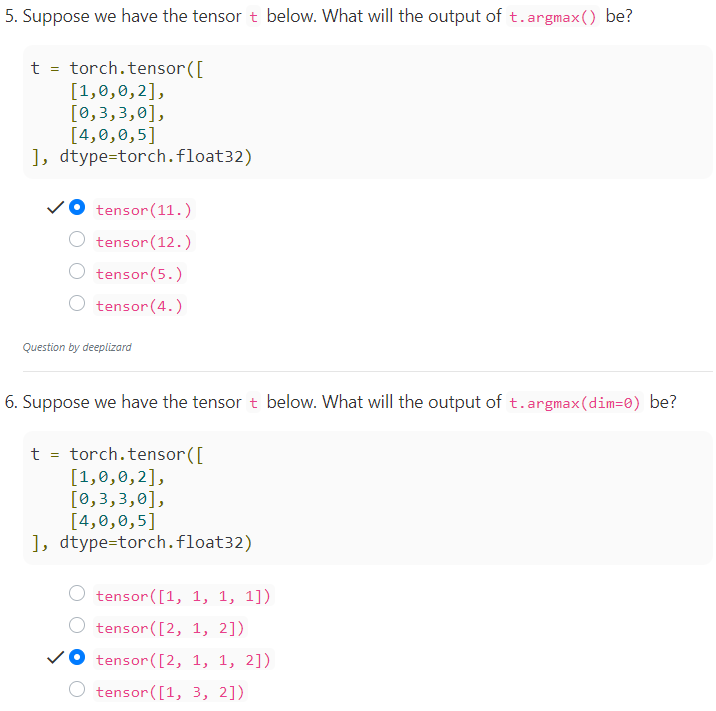 5. Suppose we have the tensor t below. What will the output of t.argmax() be?
t = torch.tensor([
[1,0,0,2],
[0,3,3,0],
[4,0,0,5]
], dtype=torch.float32)
tensor(11.)
tensor(12.)
tensor(5.)
tensor(4.)
Question by deeplizard
6. Suppose we have the tensor t below. What will the output of t.argmax(dim=0) be?
t = torch.tensor([
[1,0,0,2],
[0,3,3,0],
[4,0,0,5]
], dtype=torch.float32)
tensor([1, 1, 1, 1])
tensor([2, 1, 2])
tensor([2, 1, 1, 2])
tensor([1, 3, 2])